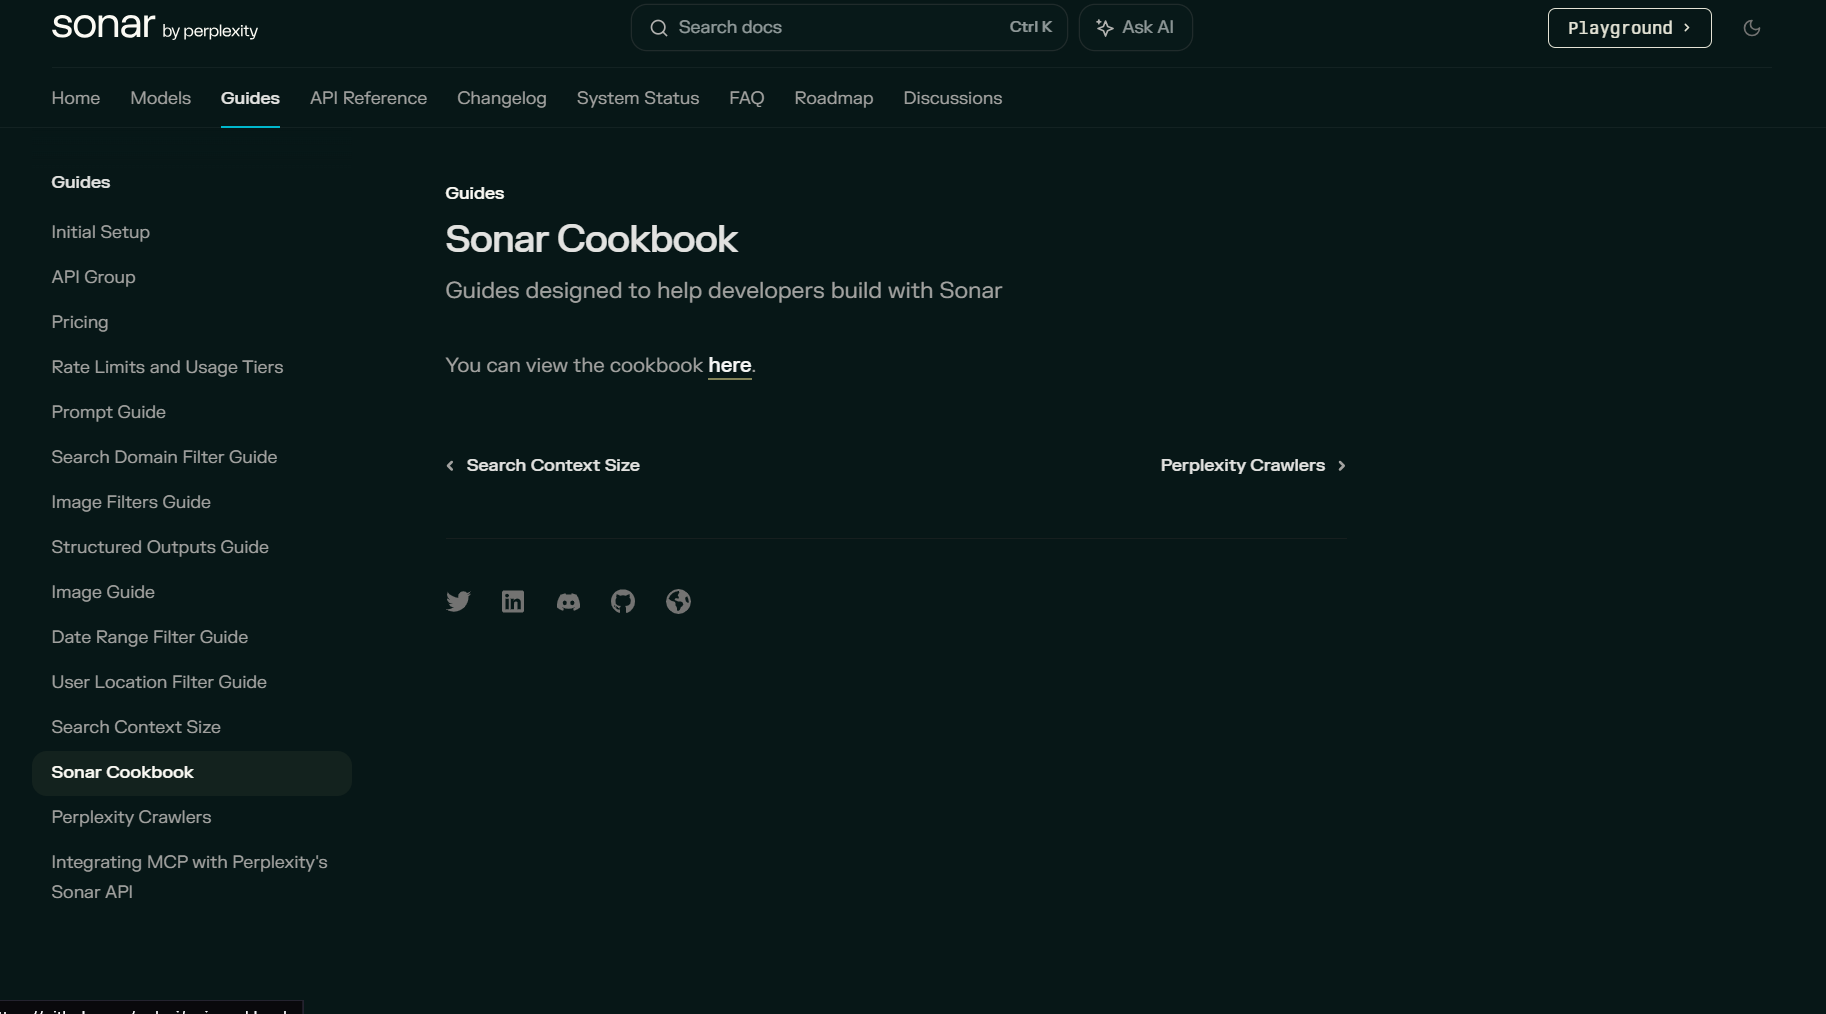 sonar by perplexity
Search docs
Ctrl K
Ask AI
Playground
Home
Models
Guides
API Reference
Changelog
System Status
FAQ
Roadmap
Discussions
Guides
Initial Setup
API Group
Pricing
Rate Limits and Usage Tiers
Prompt Guide
Search Domain Filter Guide
Image Filters Guide
Structured Outputs Guide
Image Guide
Date Range Filter Guide
User Location Filter Guide
Search Context Size
Sonar Cookbook
Perplexity Crawlers
Integrating MCP with Perplexity's
Sonar API
Guides
Sonar Cookbook
Guides designed to help developers build with Sonar
You can view the cookbook here.
Search Context Size
Perplexity Crawlers
in